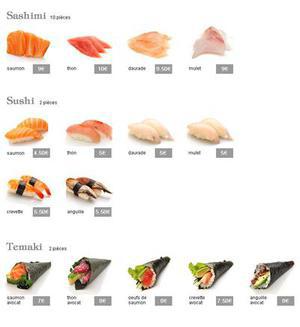 Sashimi 10 pièces
saumon 9€ thon 10€ daurade 9.50€ mulet 9€
Sushi 2 pièces
saumon 4.50€ thon 5€ daurade 5€ mulet 5€
crevette 5.50€ anguille 5.50€
Temaki 2 pièces
saumon avocat 7€ thon avocat 8€ oeufs de saumon 9€ crevette avocat 7.50€ anguille avocat 8€